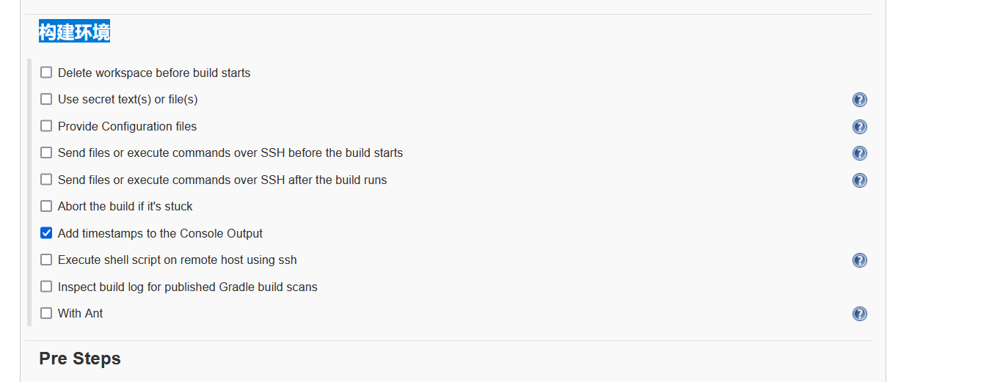 构建环境
Delete workspace before build starts
Use secret text(s) or file(s)
Provide Configuration files
Send files or execute commands over SSH before the build starts
Send files or execute commands over SSH after the build runs
Abort the build if it's stuck
Add timestamps to the Console Output
Execute shell script on remote host using ssh
Inspect build log for published Gradle build scans
With Ant
Pre Steps